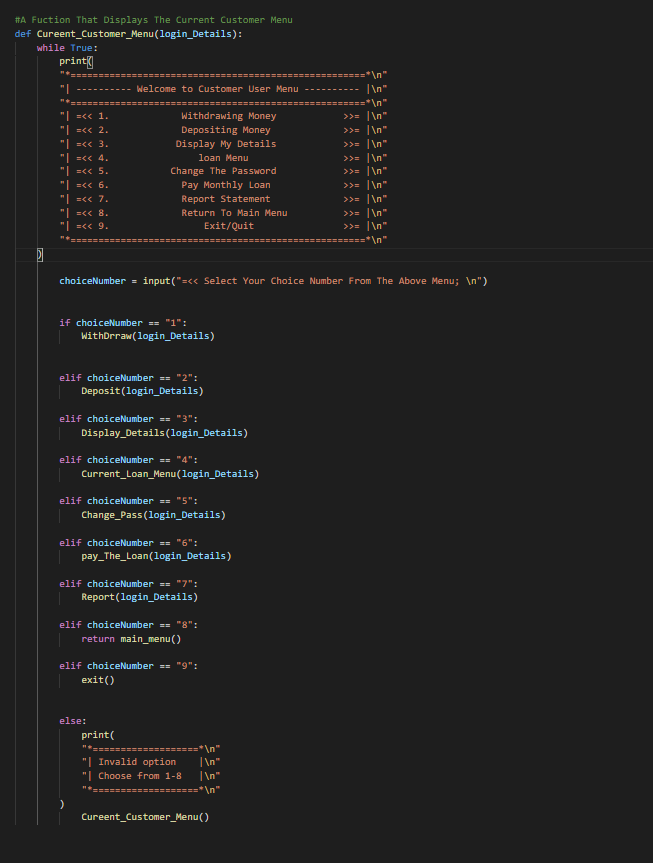 #A Fuction That Displays The Current Customer Menu
def Cureent_Customer_Menu(login_Details):
    while True:
        print(
        "*=====================================================*\n"
        "| ---------- Welcome to Customer User Menu ---------- |\n"
        "*=====================================================*\n"
        "| =<< 1.             Withdrawing Money            >>= |\n"
        "| =<< 2.             Depositing Money             >>= |\n"
        "| =<< 3.            Display My Details            >>= |\n"
        "| =<< 4.                loan Menu                 >>= |\n"
        "| =<< 5.           Change The Password            >>= |\n"
        "| =<< 6.             Pay Monthly Loan             >>= |\n"
        "| =<< 7.             Report Statement             >>= |\n"
        "| =<< 8.             Return To Main Menu          >>= |\n"
        "| =<< 9.                 Exit/Quit                >>= |\n"
        "*=====================================================*\n"
    )
        choiceNumber = input("=<< Select Your Choice Number From The Above Menu; \n")
        if choiceNumber == "1":
            WithDrraw(login_Details)
        elif choiceNumber == "2":
            Deposit(login_Details)
        elif choiceNumber == "3":
            Display_Details(login_Details)
        elif choiceNumber == "4":
            Current_Loan_Menu(login_Details)
        elif choiceNumber == "5":
            Change_Pass(login_Details)
        elif choiceNumber == "6":
            pay_The_Loan(login_Details)
        elif choiceNumber == "7":
            Report(login_Details)
        elif choiceNumber == "8":
            return main_menu()
        elif choiceNumber == "9":
            exit()
        else:
            print(
            "*===================*\n"
            "| Invalid option    |\n"
            "| Choose from 1-8   |\n"
            "*===================*\n"
        )
            Cureent_Customer_Menu()